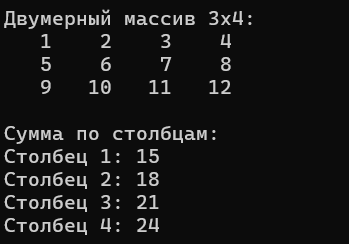 Двумерный массив 3x4:
1 2 3 4
5 6 7 8
9 10 11 12
Сумма по столбцам:
Столбец 1: 15
Столбец 2: 18
Столбец 3: 21
Столбец 4: 24